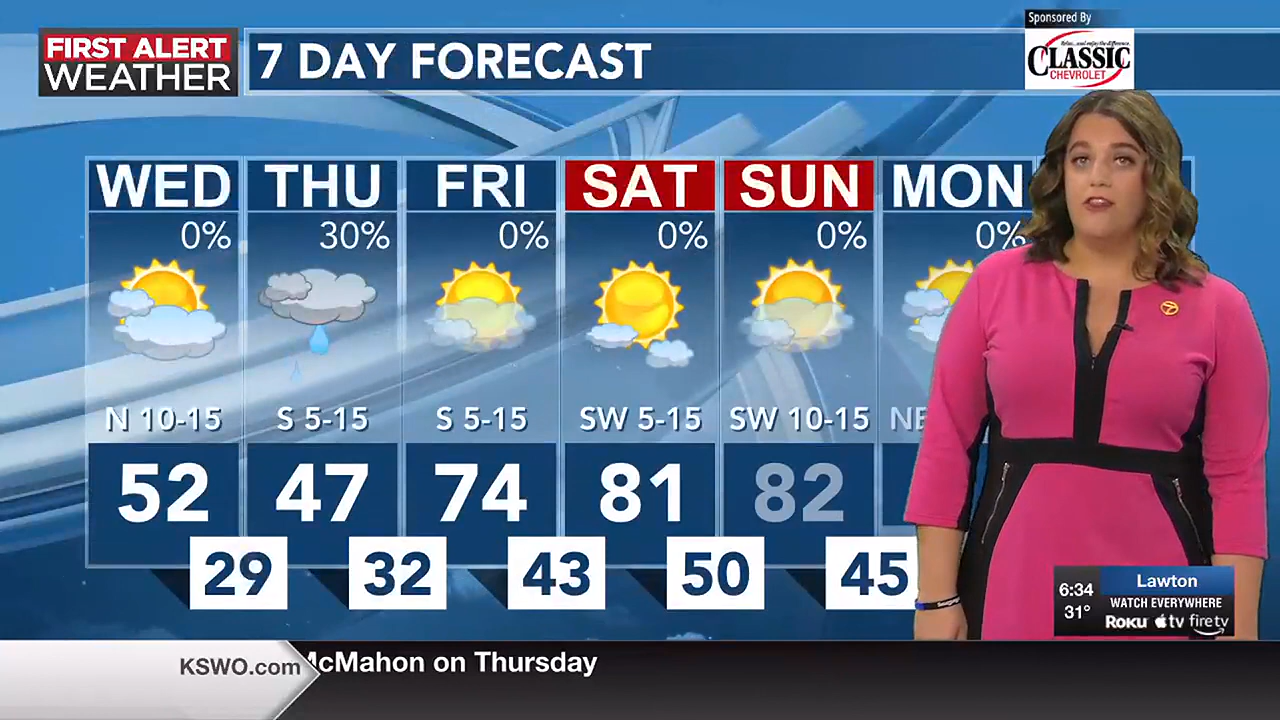 Sponsored By
FIRST ALERT
WEATHER
7 DAY FORECAST
CLASSIC
CHEVROLET
WED THU FRI SAT SUN MON
0% 30% 0% 0% 0% 0%
N 10-15 S 5-15 S 5-15 SW 5-15 SW 10-15 NE
52 47 74 81 82
29 32 43 50 45
7
6:34 Lawton
31° WATCH EVERYWHERE
Roku tv firetv
KSWO.com McMahon on Thursday